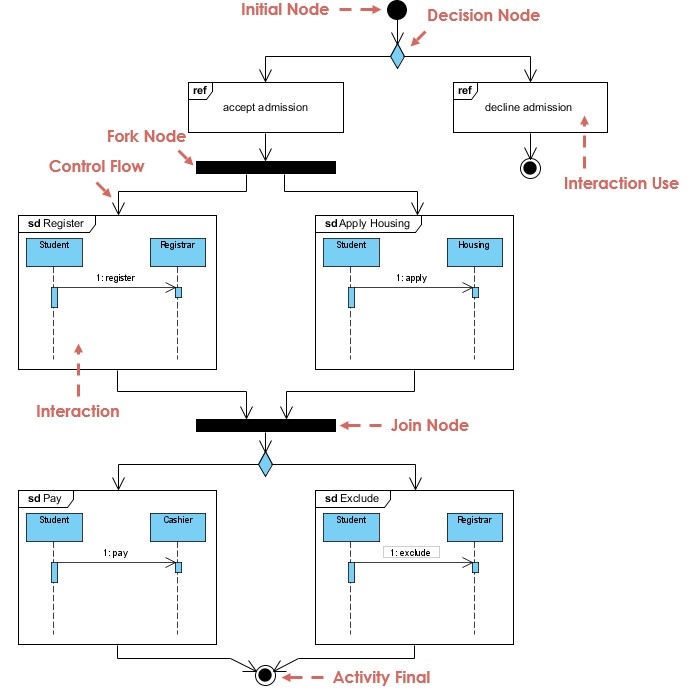 Initial Node
Decision Node
ref
accept admission
ref
decline admission
Fork Node
Control Flow
Interaction Use
sd Register
Student
Registrar
1: register
sd Apply Housing
Student
Housing
1: apply
Interaction
Join Node
sd Pay
Student
Cashier
1: pay
sd Exclude
Student
Registrar
1: exclude
Activity Final